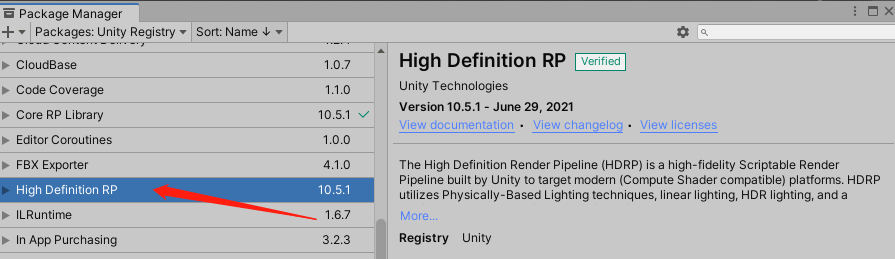 Package Manager
Packages: Unity Registry
Sort: Name
CloudBase 1.0.7
Code Coverage 1.1.0
Core RP Library 10.5.1
Editor Coroutines 1.0.0
FBX Exporter 4.1.0
High Definition RP 10.5.1
ILRuntime 1.6.7
In App Purchasing 3.2.3
High Definition RP Verified
Unity Technologies
Version 10.5.1 - June 29, 2021
View documentation • View changelog • View licenses
The High Definition Render Pipeline (HDRP) is a high-fidelity Scriptable Render
Pipeline built by Unity to target modern (Compute Shader compatible) platforms. HDRP
utilizes Physically-Based Lighting techniques, linear lighting, HDR lighting, and a
More...
Registry Unity